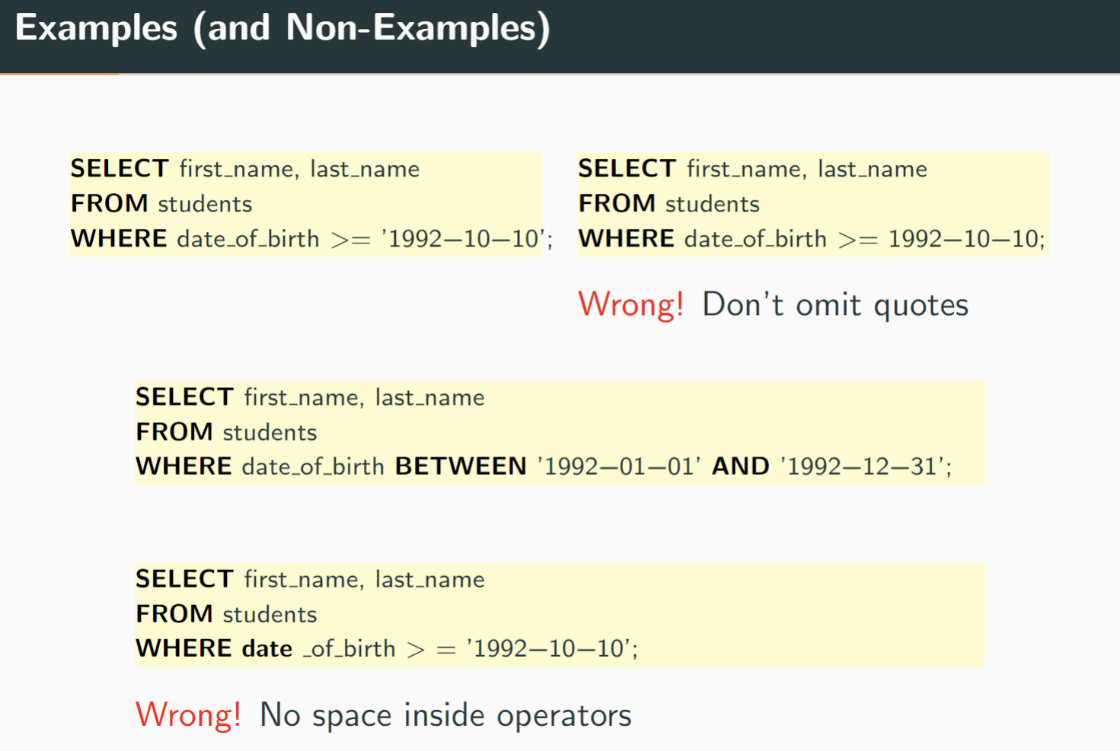 Examples (and Non-Examples)
SELECT first_name, last_name
FROM students
WHERE date_of_birth >= '1992−10−10';
SELECT first_name, last_name
FROM students
WHERE date_of_birth >= 1992−10−10;
Wrong! Don't omit quotes
SELECT first_name, last_name
FROM students
WHERE date_of_birth BETWEEN '1992−01−01' AND '1992−12−31';
SELECT first_name, last_name
FROM students
WHERE date _of_birth > = '1992−10−10';
Wrong! No space inside operators